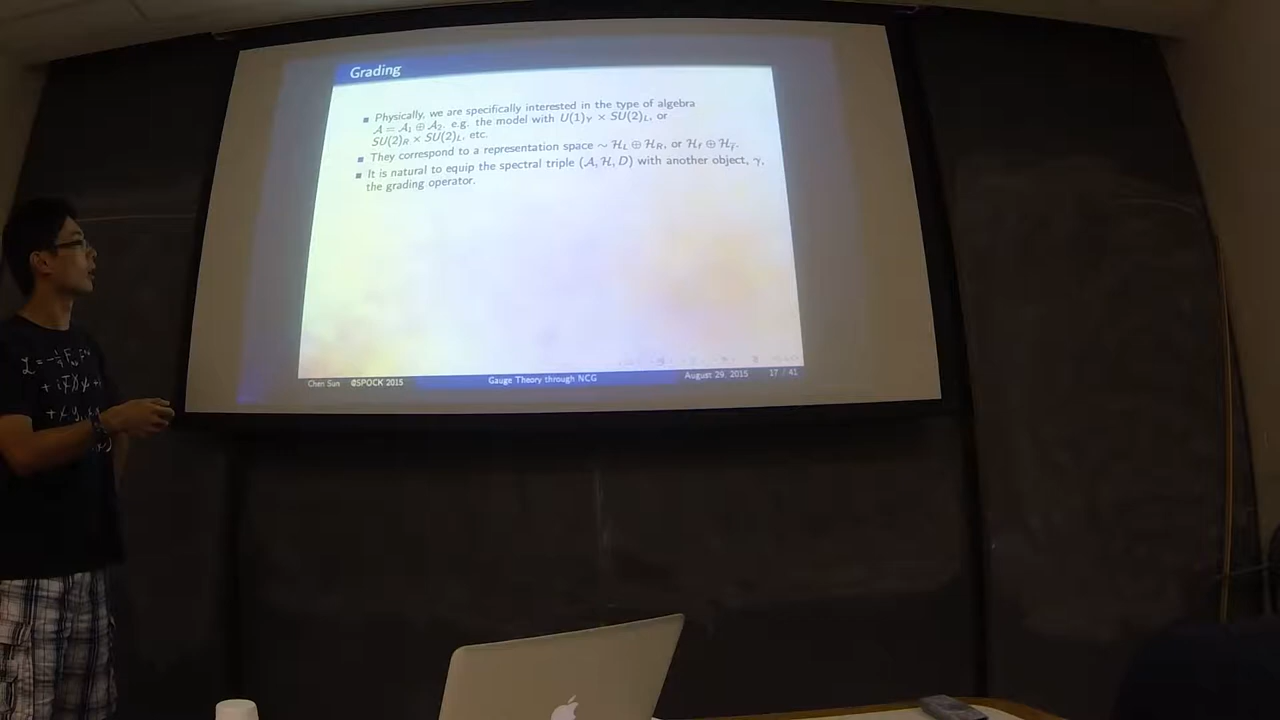 Grading
Physically, we are specifically interested in the type of algebra
𝒜 = 𝒜₁ ⊕ 𝒜₂. e.g. the model with U(1)_Y × SU(2)_L, or
SU(2)_R × SU(2)_L, etc.
They correspond to a representation space ~ ℋ_L ⊕ ℋ_R, or ℋ_f ⊕ ℋ_f̄.
It is natural to equip the spectral triple (𝒜, ℋ, D) with another object, γ,
the grading operator.
Chen Sun @SPOCK 2015 Gauge Theory through NCG August 29, 2015 17 / 41
ℒ = -¼ F
+ i
+